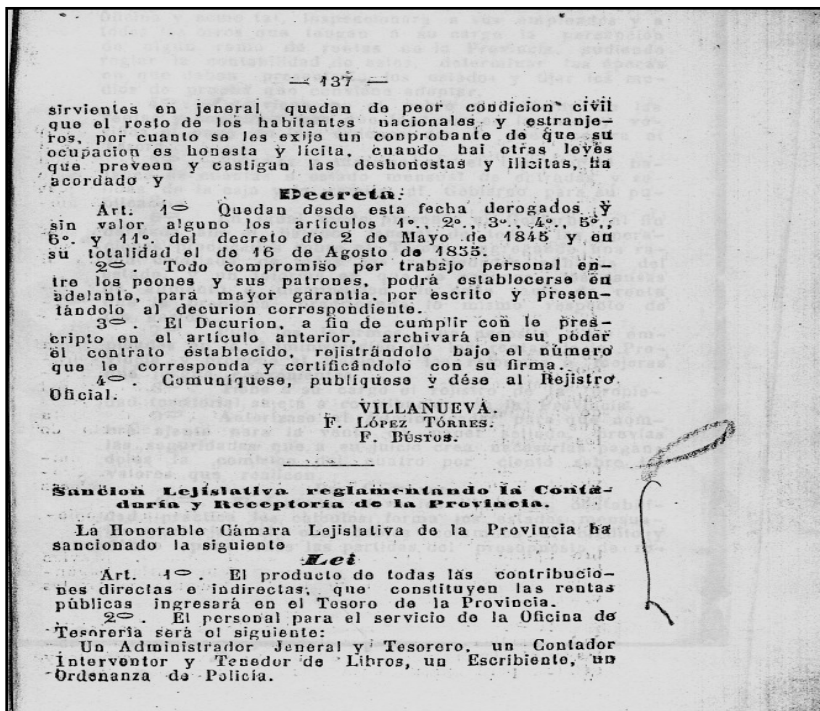 — 137 —
sirvientes en jeneral quedan de peor condicion civil
que el resto de los habitantes nacionales y estranje-
ros, por cuanto se les exije un conprobante de que su
ocupacion es honesta y lícita, cuando hai otras leyes
que preveen y castigan las deshonestas y illcitas, ha
acordado y
Decreta:
Art. 1º. Quedan desde esta fecha derogados y
sin valor alguno los artículos 1º., 2º., 3º., 4º., 5º.,
6º. y 11º. del decreto de 2 de Mayo de 1845 y en
su totalidad el de 16 de Agosto de 1855.
2º. Todo compromiso por trabajo personal en-
tre los peones y sus patrones, podrá establecerse en
adelante, para mayor garantia, por escrito y presen-
tándolo al decurion correspondiente.
3º. El Decurion, a fin de cumplir con lo pres-
cripto en el artículo anterior, archivará en su poder
el contrato establecido, rejistrándolo bajo el número
que le corresponda y certificándolo con su firma.
4º. Comuníquese, publíquese y dése al Rejistro
Oficial.
VILLANUEVA.
F. LÓPEZ TÓRRES.
F. BÚSTOS.
Sancion Lejislativa reglamentando la Conta-
duría y Receptoría de la Provincia.
La Honorable Cámara Lejislativa de la Provincia ha
sancionado la siguiente
Lei
Art. 1º. El producto de todas las contribucio-
nes directas e indirectas, que constituyen las rentas
públicas ingresará en el Tesoro de la Provincia.
2º. El personal para el servicio de la Oficina de
Tesorería será el siguiente:
Un Administrador Jeneral y Tesorero, un Contador
Interventor y Tenedor de Libros, un Escribiente, un
Ordenanza de Policía.